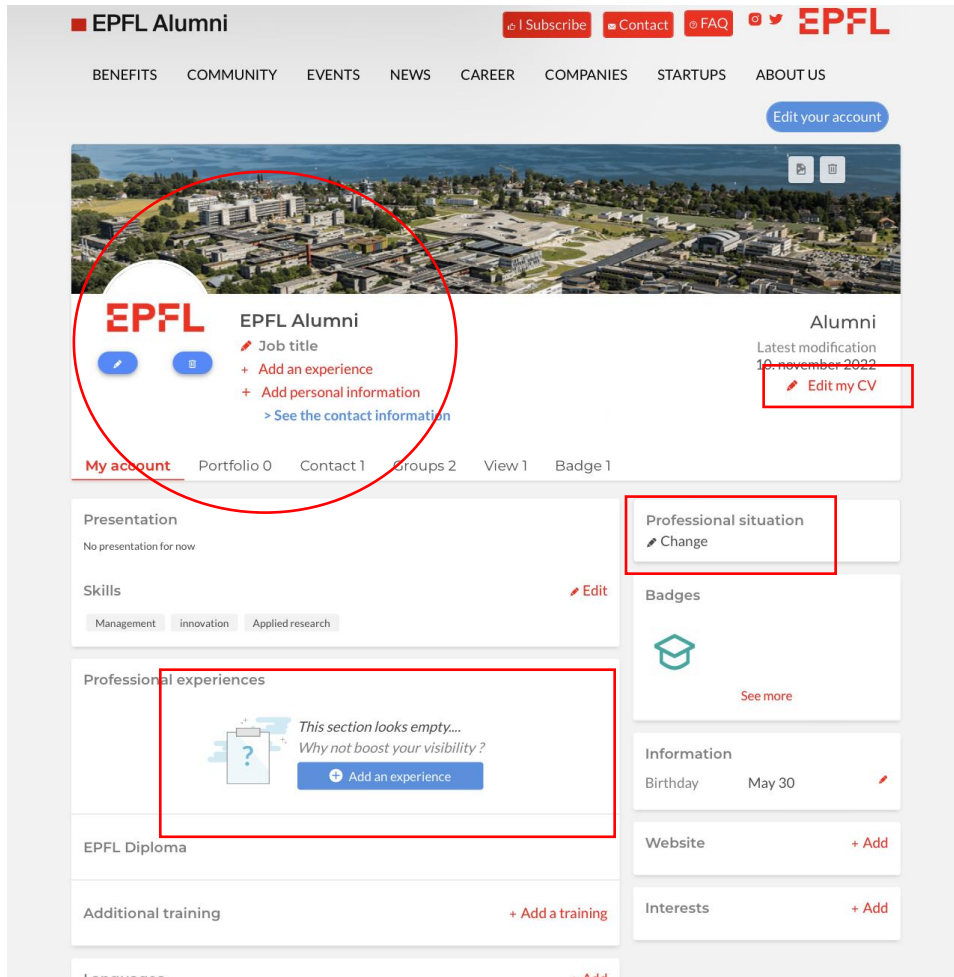 EPFL Alumni
I Subscribe
Contact
FAQ
EPFL
BENEFITS COMMUNITY EVENTS NEWS CAREER COMPANIES STARTUPS ABOUT US
Edit your account
EPFL
EPFL Alumni
Job title
+ Add an experience
+ Add personal information
> See the contact information
Alumni
Latest modification
10. november 2022
Edit my CV
My account Portfolio 0 Contact 1 Groups 2 View 1 Badge 1
Presentation
No presentation for now
Skills
Edit
Management innovation Applied research
Professional experiences
?
This section looks empty....
Why not boost your visibility ?
+ Add an experience
EPFL Diploma
Additional training
+ Add a training
Languages
+ Add
Professional situation
Change
Badges
See more
Information
Birthday May 30
Website
+ Add
Interests
+ Add